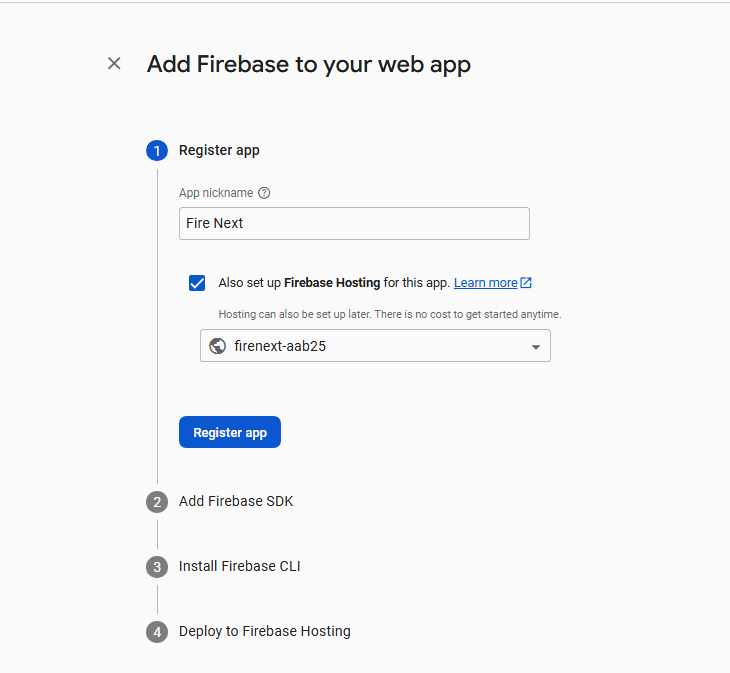 Add Firebase to your web app
1 Register app
App nickname
Fire Next
Also set up Firebase Hosting for this app. Learn more
Hosting can also be set up later. There is no cost to get started anytime.
firenext-aab25
Register app
2 Add Firebase SDK
3 Install Firebase CLI
4 Deploy to Firebase Hosting